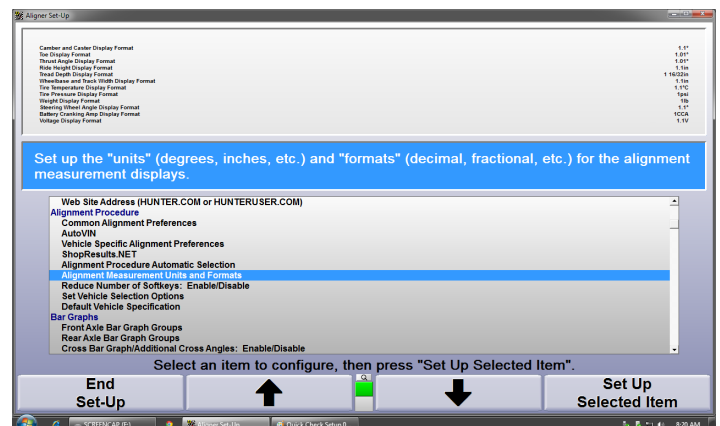 Aligner Set-Up
Camber and Caster Display Format 1.1°
Toe Display Format 1.01°
Thrust Angle Display Format 1.01°
Ride Height Display Format 1.1in
Tread Depth Display Format 1 16/32in
Wheelbase and Track Width Display Format 1.1in
Tire Temperature Display Format 1.1°C
Tire Pressure Display Format 1psi
Weight Display Format 1lb
Steering Wheel Angle Display Format 1.1°
Battery Cranking Amp Display Format 1CCA
Voltage Display Format 1.1V
Set up the "units" (degrees, inches, etc.) and "formats" (decimal, fractional, etc.) for the alignment
measurement displays.
Web Site Address (HUNTER.COM or HUNTERUSER.COM)
Alignment Procedure
Common Alignment Preferences
AutoVIN
Vehicle Specific Alignment Preferences
ShopResults.NET
Alignment Procedure Automatic Selection
Alignment Measurement Units and Formats
Reduce Number of Softkeys: Enable/Disable
Set Vehicle Selection Options
Default Vehicle Specification
Bar Graphs
Front Axle Bar Graph Groups
Rear Axle Bar Graph Groups
Cross Bar Graph/Additional Cross Angles: Enable/Disable
Select an item to configure, then press "Set Up Selected Item".
End
Set-Up
Set Up
Selected Item
SCREENCAP (F:)
Aligner Set-Up
Quick Check Setup
8:20 AM